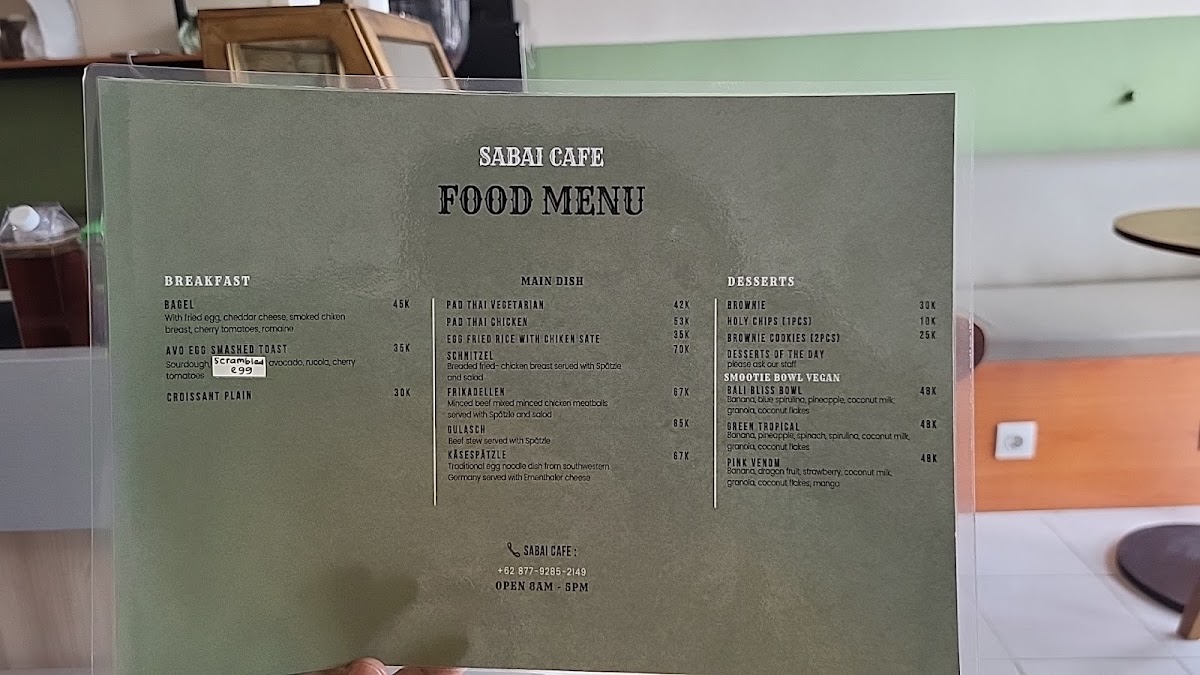 SABAI CAFE
FOOD MENU
BREAKFAST
BAGEL 45K
With fried egg, cheddar cheese, smoked chiken
breast, cherry tomatoes, romaine
AVO EGG SMASHED TOAST 35K
Sourdough, scrambled egg avocado, rucola, cherry
tomatoes
CROISSANT PLAIN 30K
MAIN DISH
PAD THAI VEGETARIAN 42K
PAD THAI CHICKEN 53K
EGG FRIED RICE WITH CHIKEN SATE 35K
SCHNITZEL 70K
Breaded fried- chicken breast served with Spätzle
and salad
FRIKADELLEN 67K
Minced beef mixed minced chicken meatballs
served with Spätzle and salad
GULASCH 85K
Beef stew served with Spätzle
KÄSESPÄTZLE 67K
Traditional egg noodle dish from southwestern
Germany served with Ementhaler cheese
DESSERTS
BROWNIE 30K
HOLY CHIPS (1PCS) 10K
BROWNIE COOKIES (2PCS) 25K
DESSERTS OF THE DAY
please ask our staff
SMOOTIE BOWL VEGAN
BALI BLISS BOWL 48K
Banana, blue spirulina, pineapple, coconut milk,
granola, coconut flakes
GREEN TROPICAL 48K
Banana, pineapple, spinach, spirulina, coconut milk,
granola, coconut flakes
PINK VENOM 48K
Banana, dragon fruit, strawberry, coconut milk,
granola, coconut flakes, mango
SABAI CAFE :
+62 877-9285-2149
OPEN 8AM - 5PM